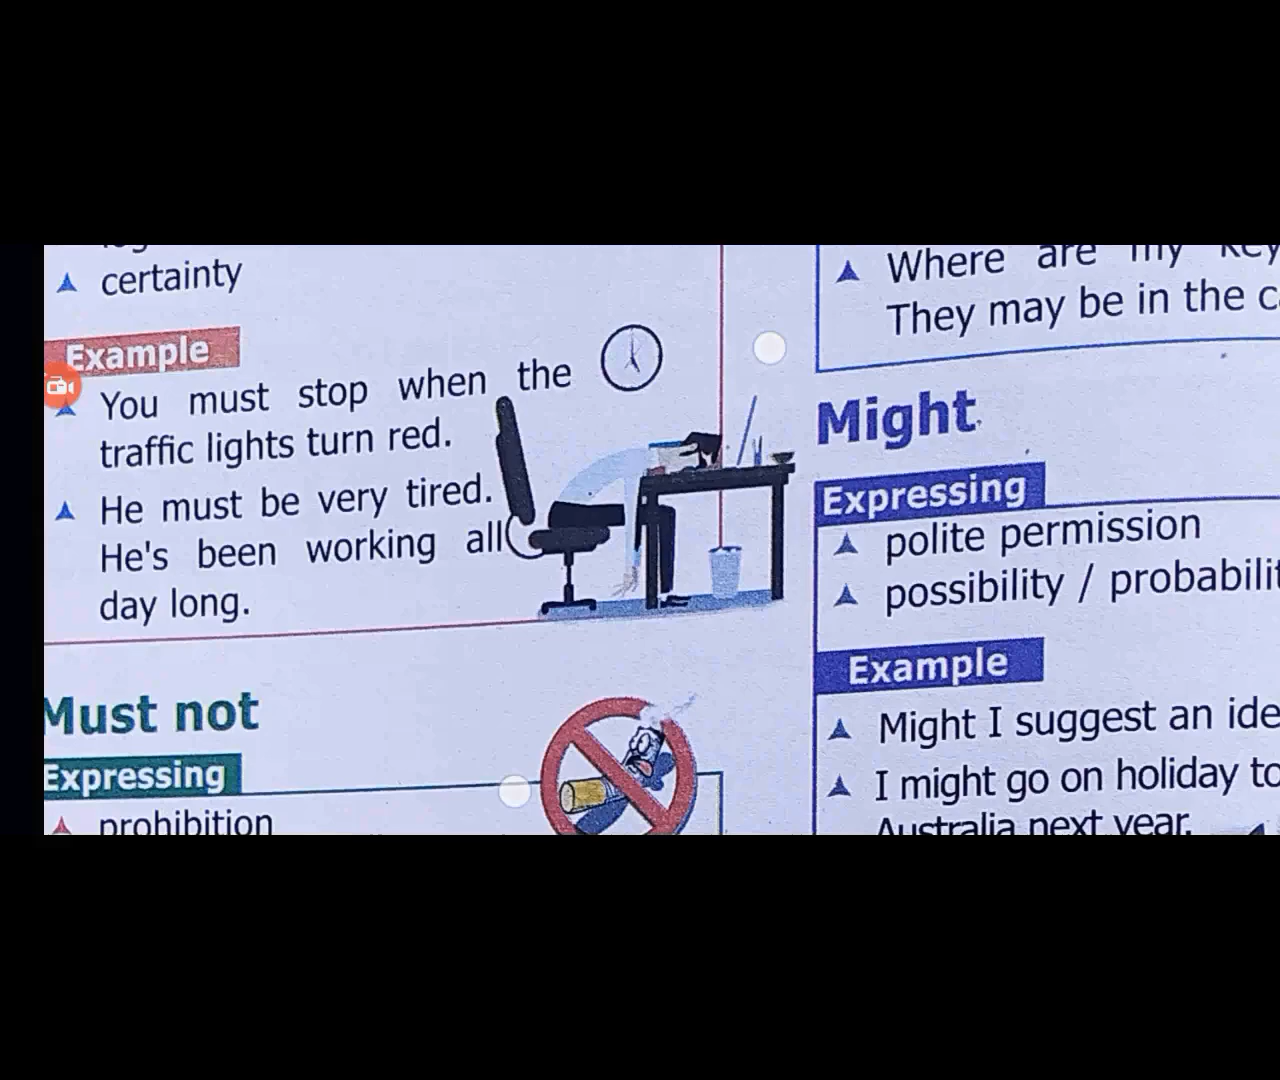 certainty
Example
You must stop when the
traffic lights turn red.
He must be very tired.
He's been working all
day long.
Must not
Expressing
prohibition
Where are my
They may be in the
Might
Expressing
polite permission
possibility /
Example
Might I suggest an
I might go on holiday to
Australia next year.